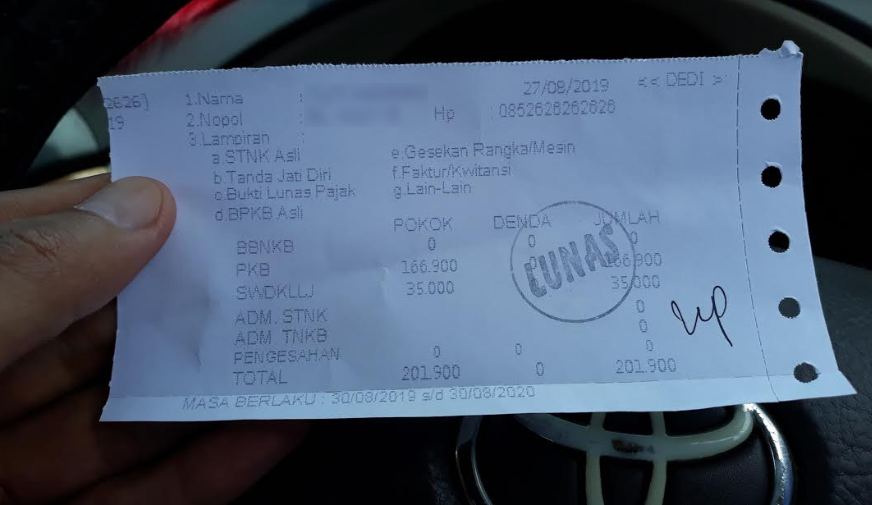 2626] 1.Nama : 27/08/2019 << DEDI >
19 2.Nopol : Hp : 0852626262626
3.Lampiran :
a.STNK Asli e.Gesekan Rangka/Mesin
b.Tanda Jati Diri f.Faktur/Kwitansi
c.Bukti Lunas Pajak g.Lain-Lain
d.BPKB Asli
POKOK DENDA JUMLAH
BBNKB 0 0 0
PKB 166.900 0 166.900
SWDKLLJ 35.000 35.000
ADM. STNK 0
ADM. TNKB 0
PENGESAHAN 0 0 0
TOTAL 201.900 0 201.900
LUNAS
MASA BERLAKU : 30/08/2019 s/d 30/08/2020